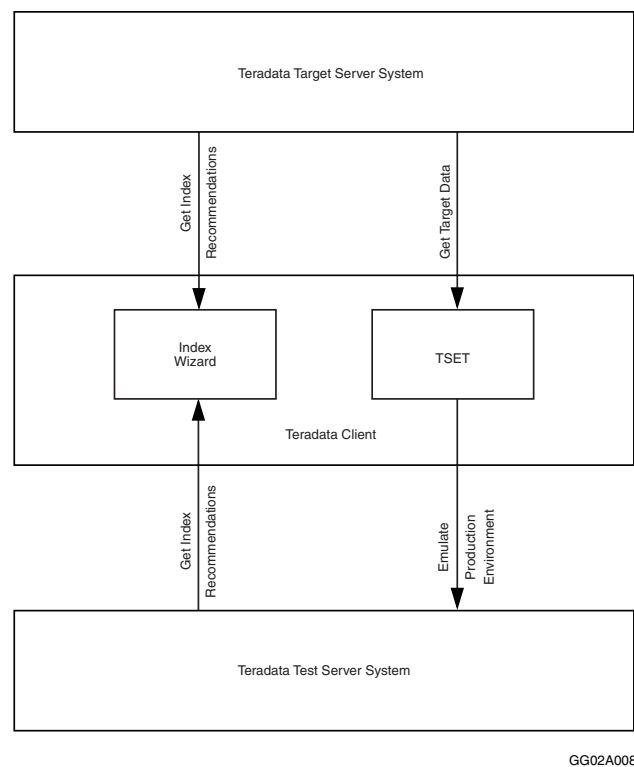 Teradata Target Server System
Get Index
Recommendations
Get Target Data
Index
Wizard
TSET
Teradata Client
Get Index
Recommendations
Emulate
Production
Environment
Teradata Test Server System
GG02A008